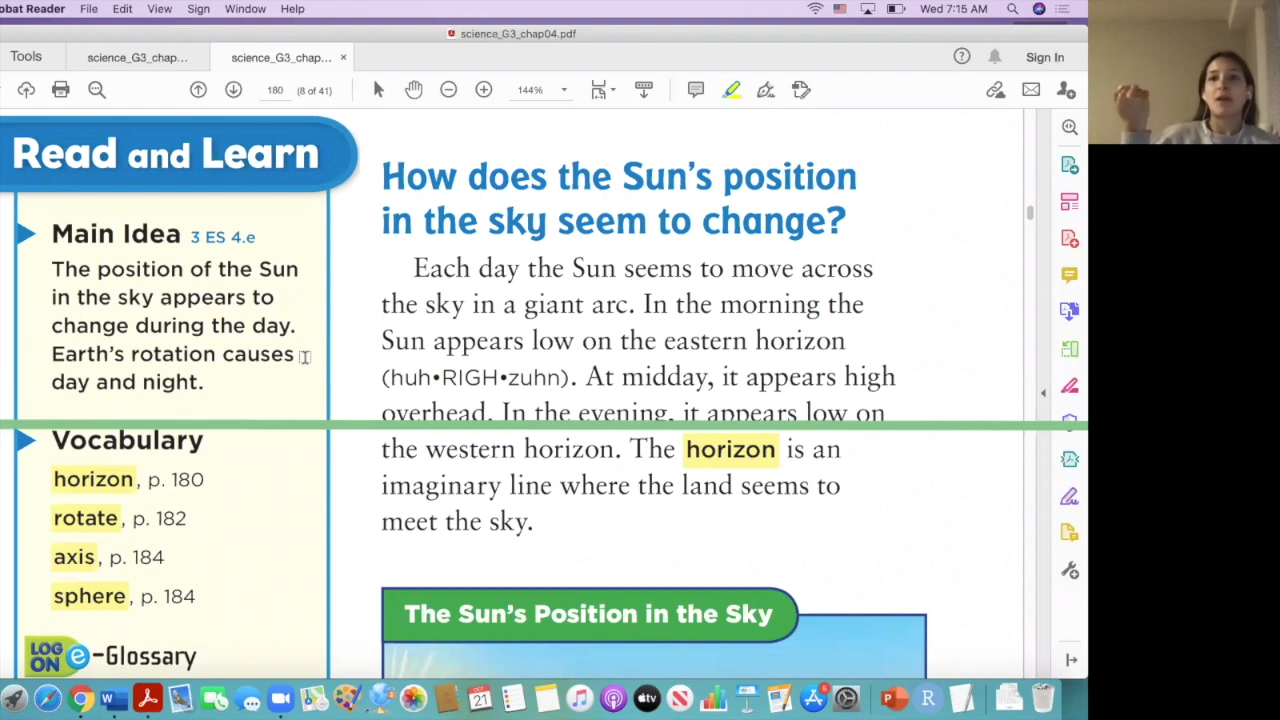 obat Reader File Edit View Sign Window Help Wed 7:15 AM
science_G3_chap04.pdf
Tools science_G3_chap... science_G3_chap... × Sign In
180 (8 of 41) 144%
Read and Learn
Main Idea 3 ES 4.e
The position of the Sun
in the sky appears to
change during the day.
Earth's rotation causes
day and night.
Vocabulary
horizon, p. 180
rotate, p. 182
axis, p. 184
sphere, p. 184
LOG
ON e-Glossary
How does the Sun's position
in the sky seem to change?
Each day the Sun seems to move across
the sky in a giant arc. In the morning the
Sun appears low on the eastern horizon
(huh•RIGH•zuhn). At midday, it appears high
overhead. In the evening, it appears low on
the western horizon. The horizon is an
imaginary line where the land seems to
meet the sky.
The Sun's Position in the Sky
OCT
21
tv
R